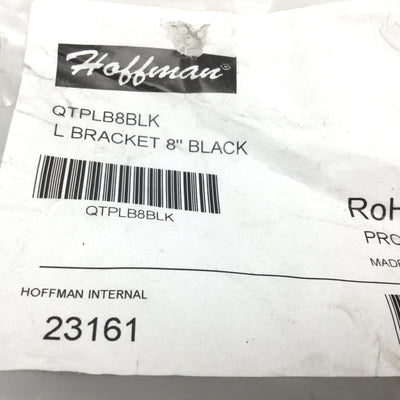 Hoffman®
QTPLB8BLK
L BRACKET 8" BLACK
QTPLB8BLK
RoH
PRO
MADE
HOFFMAN INTERNAL
23161